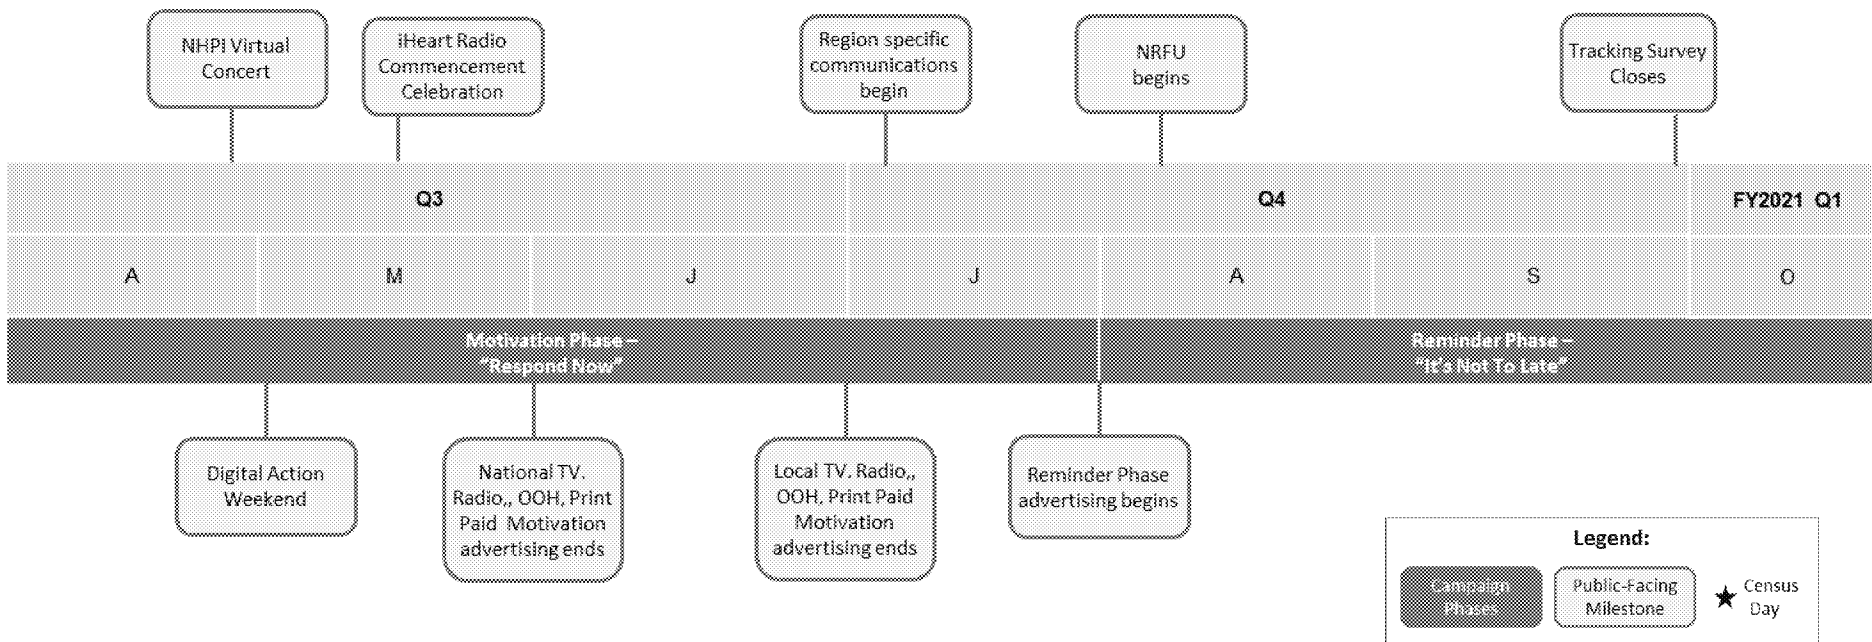 NHPI Virtual
Concert
iHeart Radio
Commencement
Celebration
Region specific
communications
begin
NRFU
begins
Tracking Survey
Closes
Q3
Q4
FY2021 Q1
A
M
J
J
A
S
O
Motivation Phase –
"Respond Now"
Reminder Phase –
"It's Not To Late"
Digital Action
Weekend
National TV.
Radio,, OOH, Print
Paid Motivation
advertising ends
Local TV. Radio,,
OOH, Print Paid
Motivation
advertising ends
Reminder Phase
advertising begins
Legend:
Campaign
Phases
Public-Facing
Milestone
Census
Day